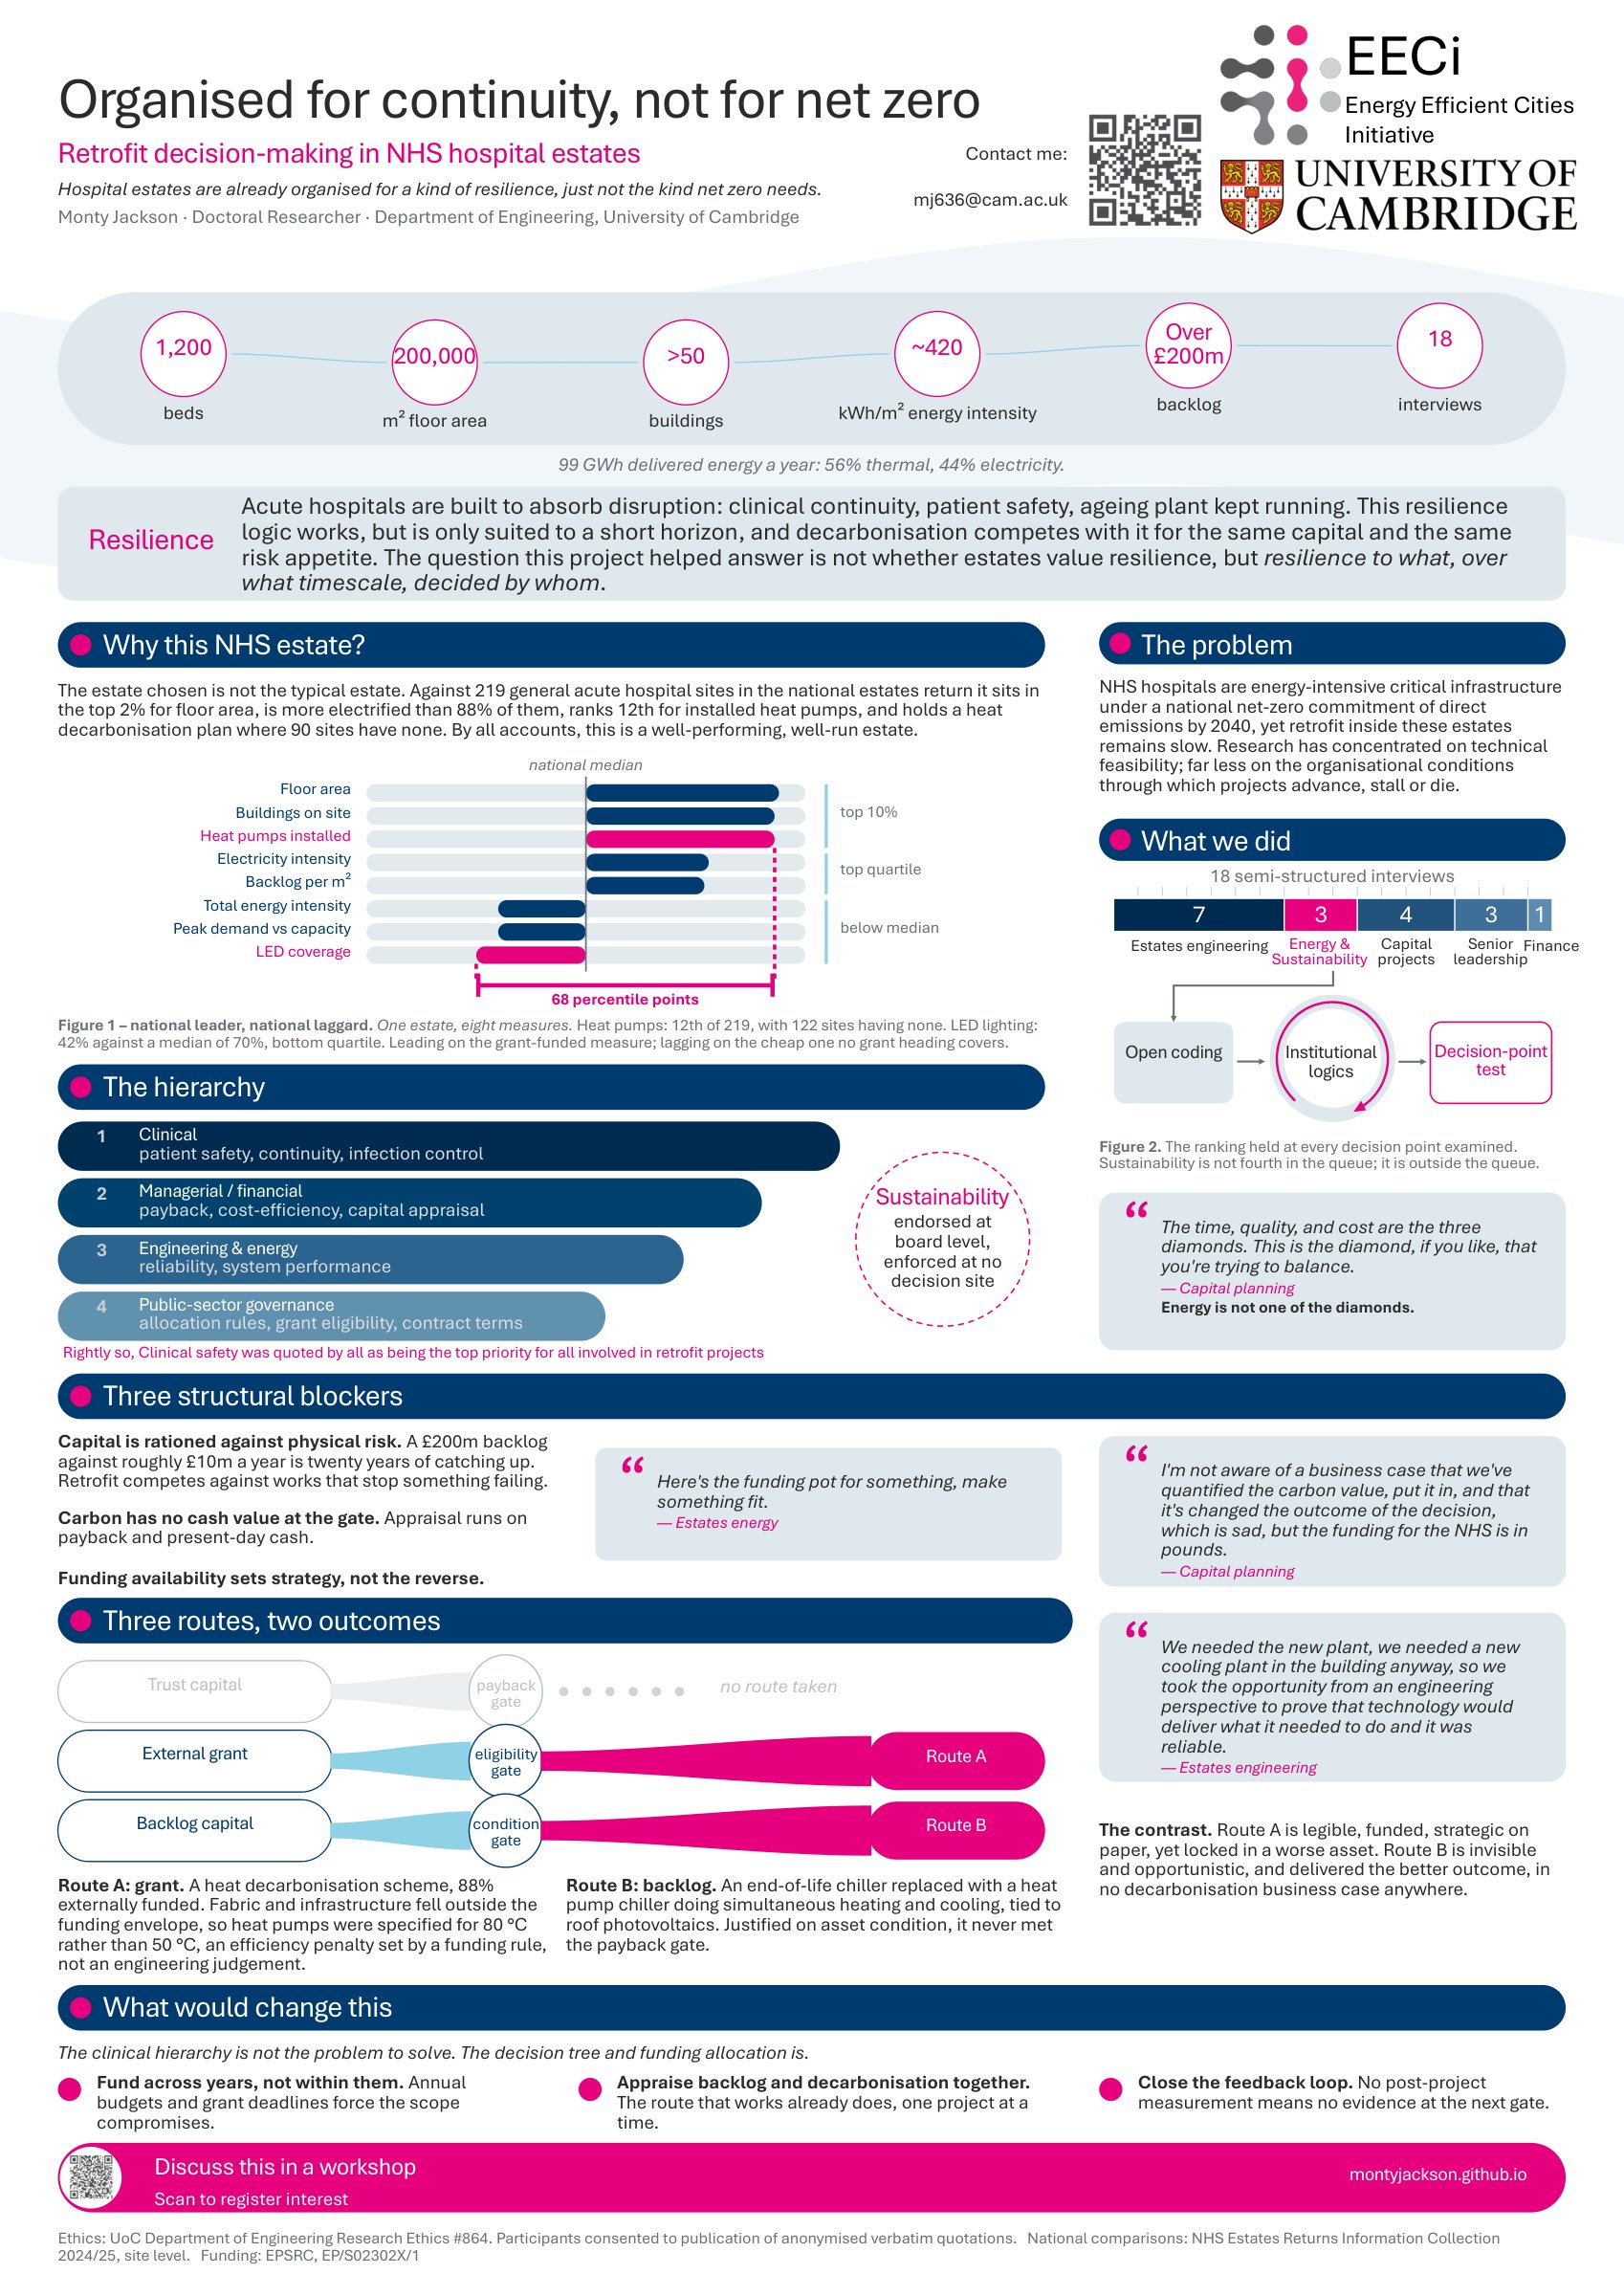 Organised for continuity, not for net zero
Retrofit decision-making in NHS hospital estates
Hospital estates are already organised for a kind of resilience, just not the kind net zero needs.
Monty Jackson · Doctoral Researcher · Department of Engineering, University of Cambridge
Contact me:
mj636@cam.ac.uk
EECi
Energy Efficient Cities
Initiative
UNIVERSITY OF
CAMBRIDGE
1,200
beds
200,000
m² floor area
>50
buildings
~420
kWh/m² energy intensity
Over
£200m
backlog
18
interviews
99 GWh delivered energy a year: 56% thermal, 44% electricity.
Resilience
Acute hospitals are built to absorb disruption: clinical continuity, patient safety, ageing plant kept running. This resilience
logic works, but is only suited to a short horizon, and decarbonisation competes with it for the same capital and the same
risk appetite. The question this project helped answer is not whether estates value resilience, but resilience to what, over
what timescale, decided by whom.
Why this NHS estate?
The estate chosen is not the typical estate. Against 219 general acute hospital sites in the national estates return it sits in
the top 2% for floor area, is more electrified than 88% of them, ranks 12th for installed heat pumps, and holds a heat
decarbonisation plan where 90 sites have none. By all accounts, this is a well-performing, well-run estate.
national median
Floor area
Buildings on site
Heat pumps installed
Electricity intensity
Backlog per m²
Total energy intensity
Peak demand vs capacity
LED coverage
top 10%
top quartile
below median
68 percentile points
Figure 1 – national leader, national laggard. One estate, eight measures. Heat pumps: 12th of 219, with 122 sites having none. LED lighting:
42% against a median of 70%, bottom quartile. Leading on the grant-funded measure; lagging on the cheap one no grant heading covers.
The problem
NHS hospitals are energy-intensive critical infrastructure
under a national net-zero commitment of direct
emissions by 2040, yet retrofit inside these estates
remains slow. Research has concentrated on technical
feasibility; far less on the organisational conditions
through which projects advance, stall or die.
What we did
18 semi-structured interviews
7
3
4
3
1
Estates engineering
Energy &
Sustainability
Capital
projects
Senior
leadership
Finance
Open coding
Institutional
logics
Decision-point
test
Figure 2. The ranking held at every decision point examined.
Sustainability is not fourth in the queue; it is outside the queue.
The hierarchy
1
Clinical
patient safety, continuity, infection control
2
Managerial / financial
payback, cost-efficiency, capital appraisal
3
Engineering & energy
reliability, system performance
4
Public-sector governance
allocation rules, grant eligibility, contract terms
Sustainability
endorsed at
board level,
enforced at no
decision site
Rightly so, Clinical safety was quoted by all as being the top priority for all involved in retrofit projects
“
The time, quality, and cost are the three
diamonds. This is the diamond, if you like, that
you're trying to balance.
— Capital planning
Energy is not one of the diamonds.
Three structural blockers
Capital is rationed against physical risk. A £200m backlog
against roughly £10m a year is twenty years of catching up.
Retrofit competes against works that stop something failing.
Carbon has no cash value at the gate. Appraisal runs on
payback and present-day cash.
Funding availability sets strategy, not the reverse.
“
Here's the funding pot for something, make
something fit.
— Estates energy
“
I'm not aware of a business case that we've
quantified the carbon value, put it in, and that
it's changed the outcome of the decision,
which is sad, but the funding for the NHS is in
pounds.
— Capital planning
Three routes, two outcomes
Trust capital
payback
gate
no route taken
External grant
eligibility
gate
Route A
Backlog capital
condition
gate
Route B
“
We needed the new plant, we needed a new
cooling plant in the building anyway, so we
took the opportunity from an engineering
perspective to prove that technology would
deliver what it needed to do and it was
reliable.
— Estates engineering
Route A: grant. A heat decarbonisation scheme, 88%
externally funded. Fabric and infrastructure fell outside the
funding envelope, so heat pumps were specified for 80 °C
rather than 50 °C, an efficiency penalty set by a funding rule,
not an engineering judgement.
Route B: backlog. An end-of-life chiller replaced with a heat
pump chiller doing simultaneous heating and cooling, tied to
roof photovoltaics. Justified on asset condition, it never met
the payback gate.
The contrast. Route A is legible, funded, strategic on
paper, yet locked in a worse asset. Route B is invisible
and opportunistic, and delivered the better outcome, in
no decarbonisation business case anywhere.
What would change this
The clinical hierarchy is not the problem to solve. The decision tree and funding allocation is.
Fund across years, not within them. Annual
budgets and grant deadlines force the scope
compromises.
Appraise backlog and decarbonisation together.
The route that works already does, one project at a
time.
Close the feedback loop. No post-project
measurement means no evidence at the next gate.
Discuss this in a workshop
Scan to register interest
montyjackson.github.io
Ethics: UoC Department of Engineering Research Ethics #864. Participants consented to publication of anonymised verbatim quotations. National comparisons: NHS Estates Returns Information Collection
2024/25, site level. Funding: EPSRC, EP/S02302X/1